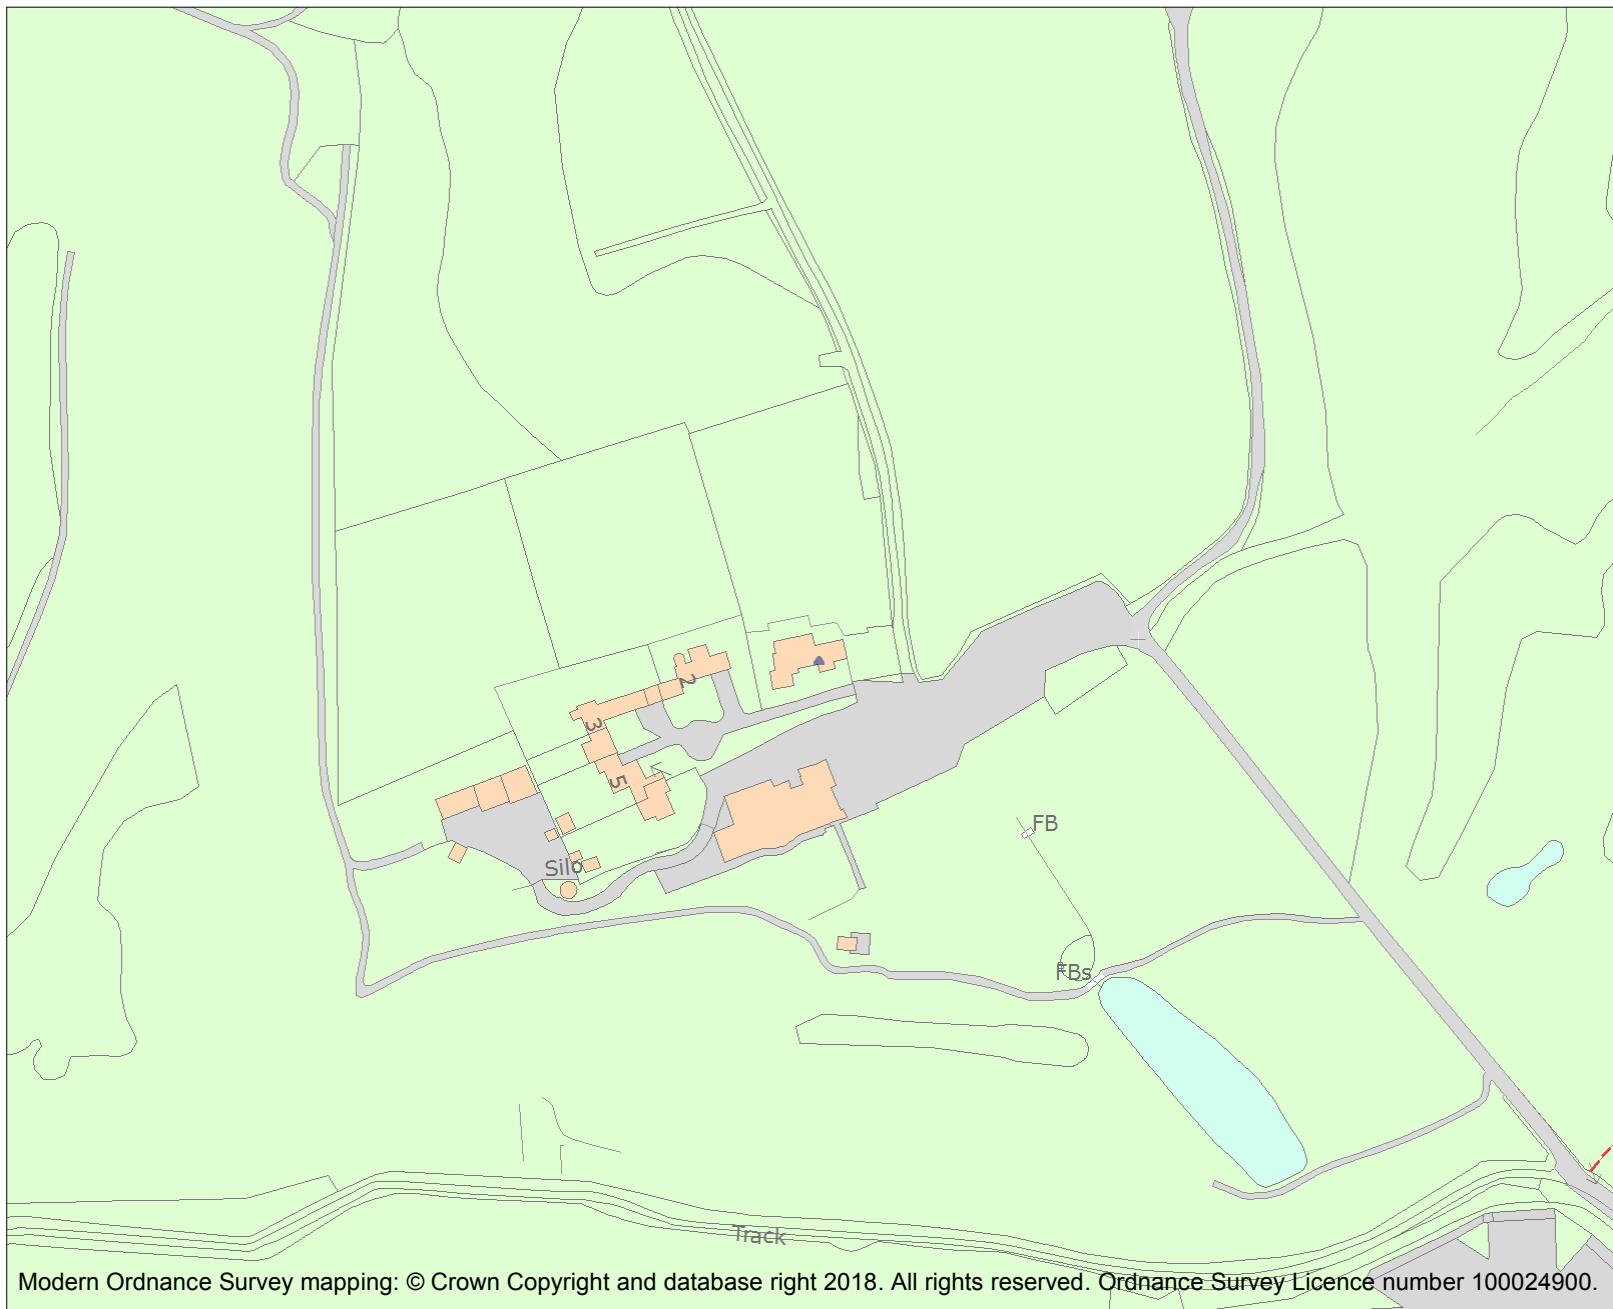 2
3
5
FB
Silo
FBs
Track
Modern Ordnance Survey mapping: © Crown Copyright and database right 2018. All rights reserved. Ordnance Survey Licence number 100024900.